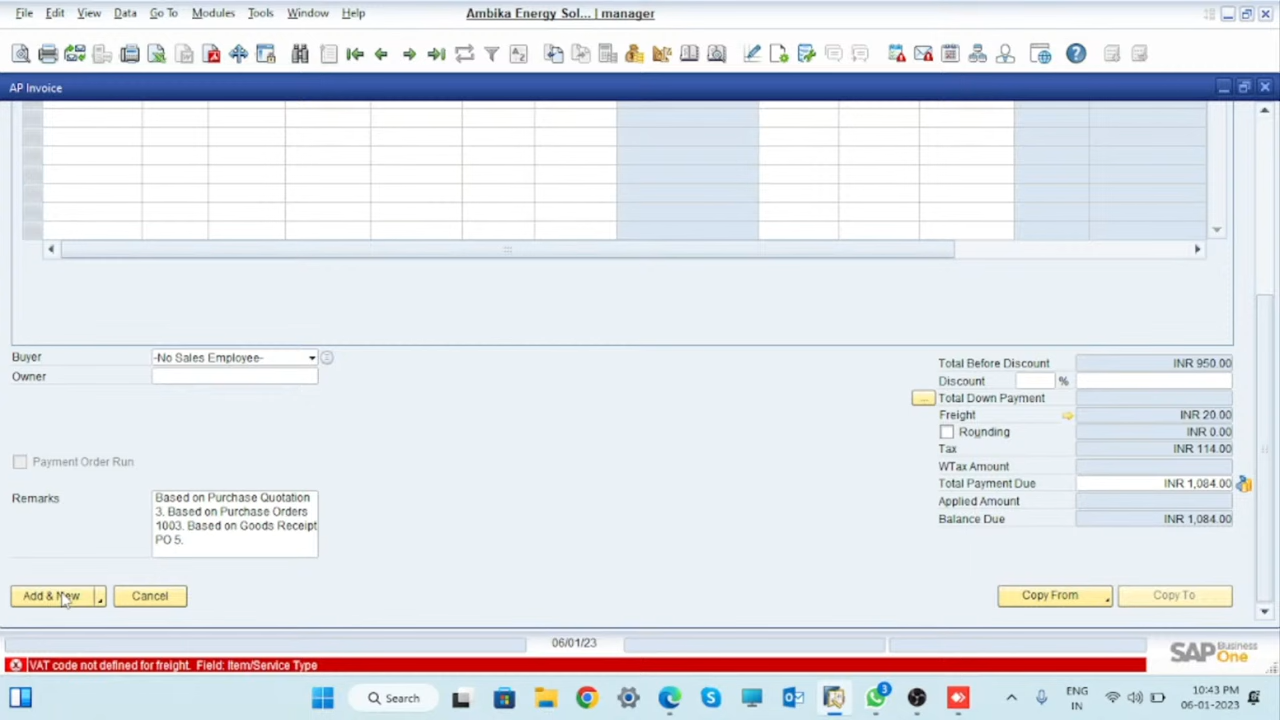 File Edit View Data Go To Modules Tools Window Help Ambika Energy Sol... | manager
AP Invoice
Buyer -No Sales Employee-
Owner
Payment Order Run
Remarks
Based on Purchase Quotation
3. Based on Purchase Orders
1003. Based on Goods Receipt
PO 5.
Total Before Discount INR 950.00
Discount %
... Total Down Payment
Freight INR 20.00
Rounding INR 0.00
Tax INR 114.00
WTax Amount
Total Payment Due INR 1,084.00
Applied Amount
Balance Due INR 1,084.00
Add & New Cancel Copy From Copy To
06/01/23
SAP Business One
VAT code not defined for freight. Field: Item/Service Type
Search
3
ENG
IN
10:43 PM
06-01-2023